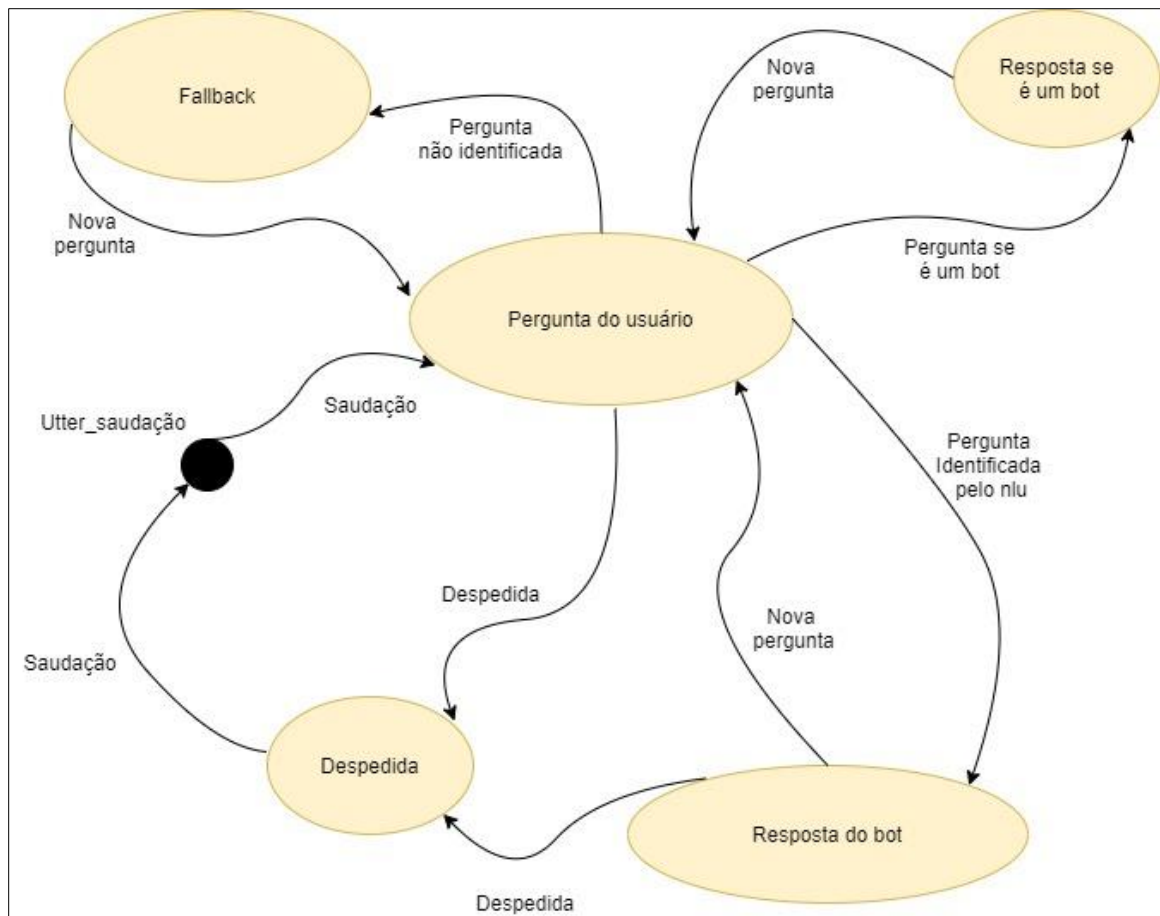 Fallback
Pergunta
não identificada
Nova
pergunta
Resposta se
é um bot
Nova
pergunta
Pergunta se
é um bot
Pergunta do usuário
Utter_saudação
Saudação
Pergunta
Identificada
pelo nlu
Despedida
Nova
pergunta
Saudação
Despedida
Resposta do bot
Despedida